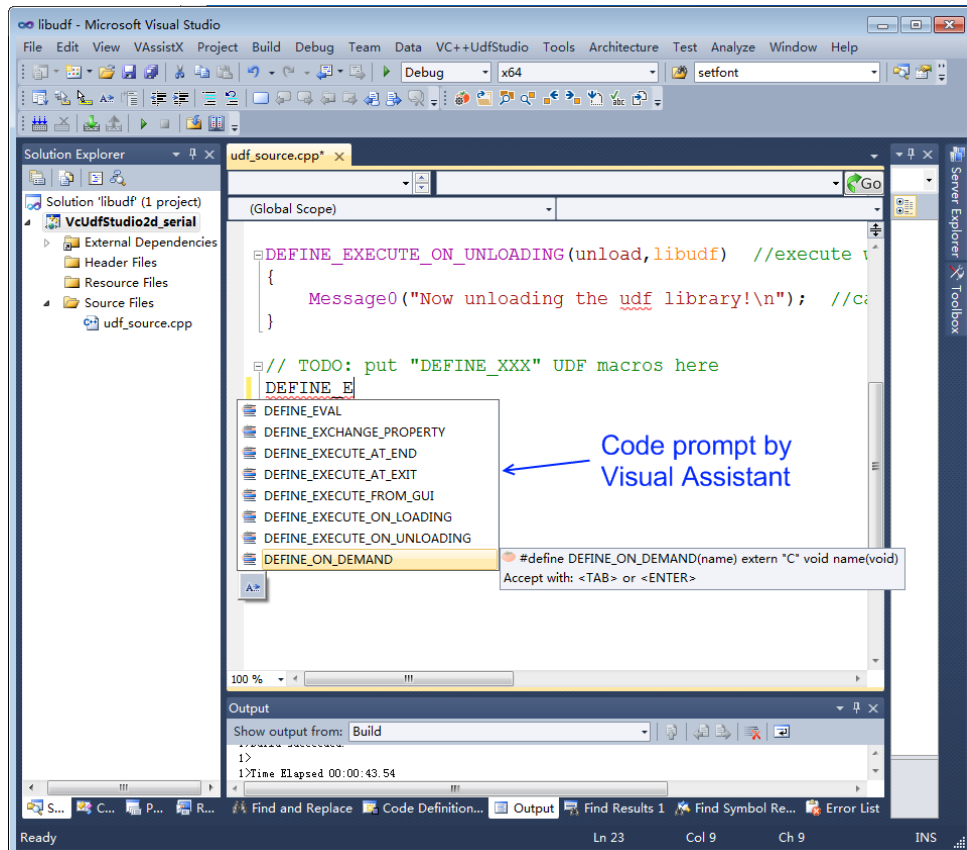 libudf - Microsoft Visual Studio
File Edit View VAssistX Project Build Debug Team Data VC++UdfStudio Tools Architecture Test Analyze Window Help
Debug x64 setfont
Solution Explorer
udf_source.cpp*
Go
Solution 'libudf' (1 project)
VcUdfStudio2d_serial
External Dependencies
Header Files
Resource Files
Source Files
udf_source.cpp
(Global Scope)
DEFINE_EXECUTE_ON_UNLOADING(unload,libudf) //execute
{
Message0("Now unloading the udf library!\n"); //ca
}
// TODO: put "DEFINE_XXX" UDF macros here
DEFINE_E
DEFINE_EVAL
DEFINE_EXCHANGE_PROPERTY
DEFINE_EXECUTE_AT_END
DEFINE_EXECUTE_AT_EXIT
DEFINE_EXECUTE_FROM_GUI
DEFINE_EXECUTE_ON_LOADING
DEFINE_EXECUTE_ON_UNLOADING
DEFINE_ON_DEMAND
#define DEFINE_ON_DEMAND(name) extern "C" void name(void)
Accept with: <TAB> or <ENTER>
Code prompt by
Visual Assistant
Server Explorer
Toolbox
100 %
Output
Show output from: Build
1>
1>Time Elapsed 00:00:43.54
S... C... P... R... Find and Replace Code Definition... Output Find Results 1 Find Symbol Re... Error List
Ready Ln 23 Col 9 Ch 9 INS